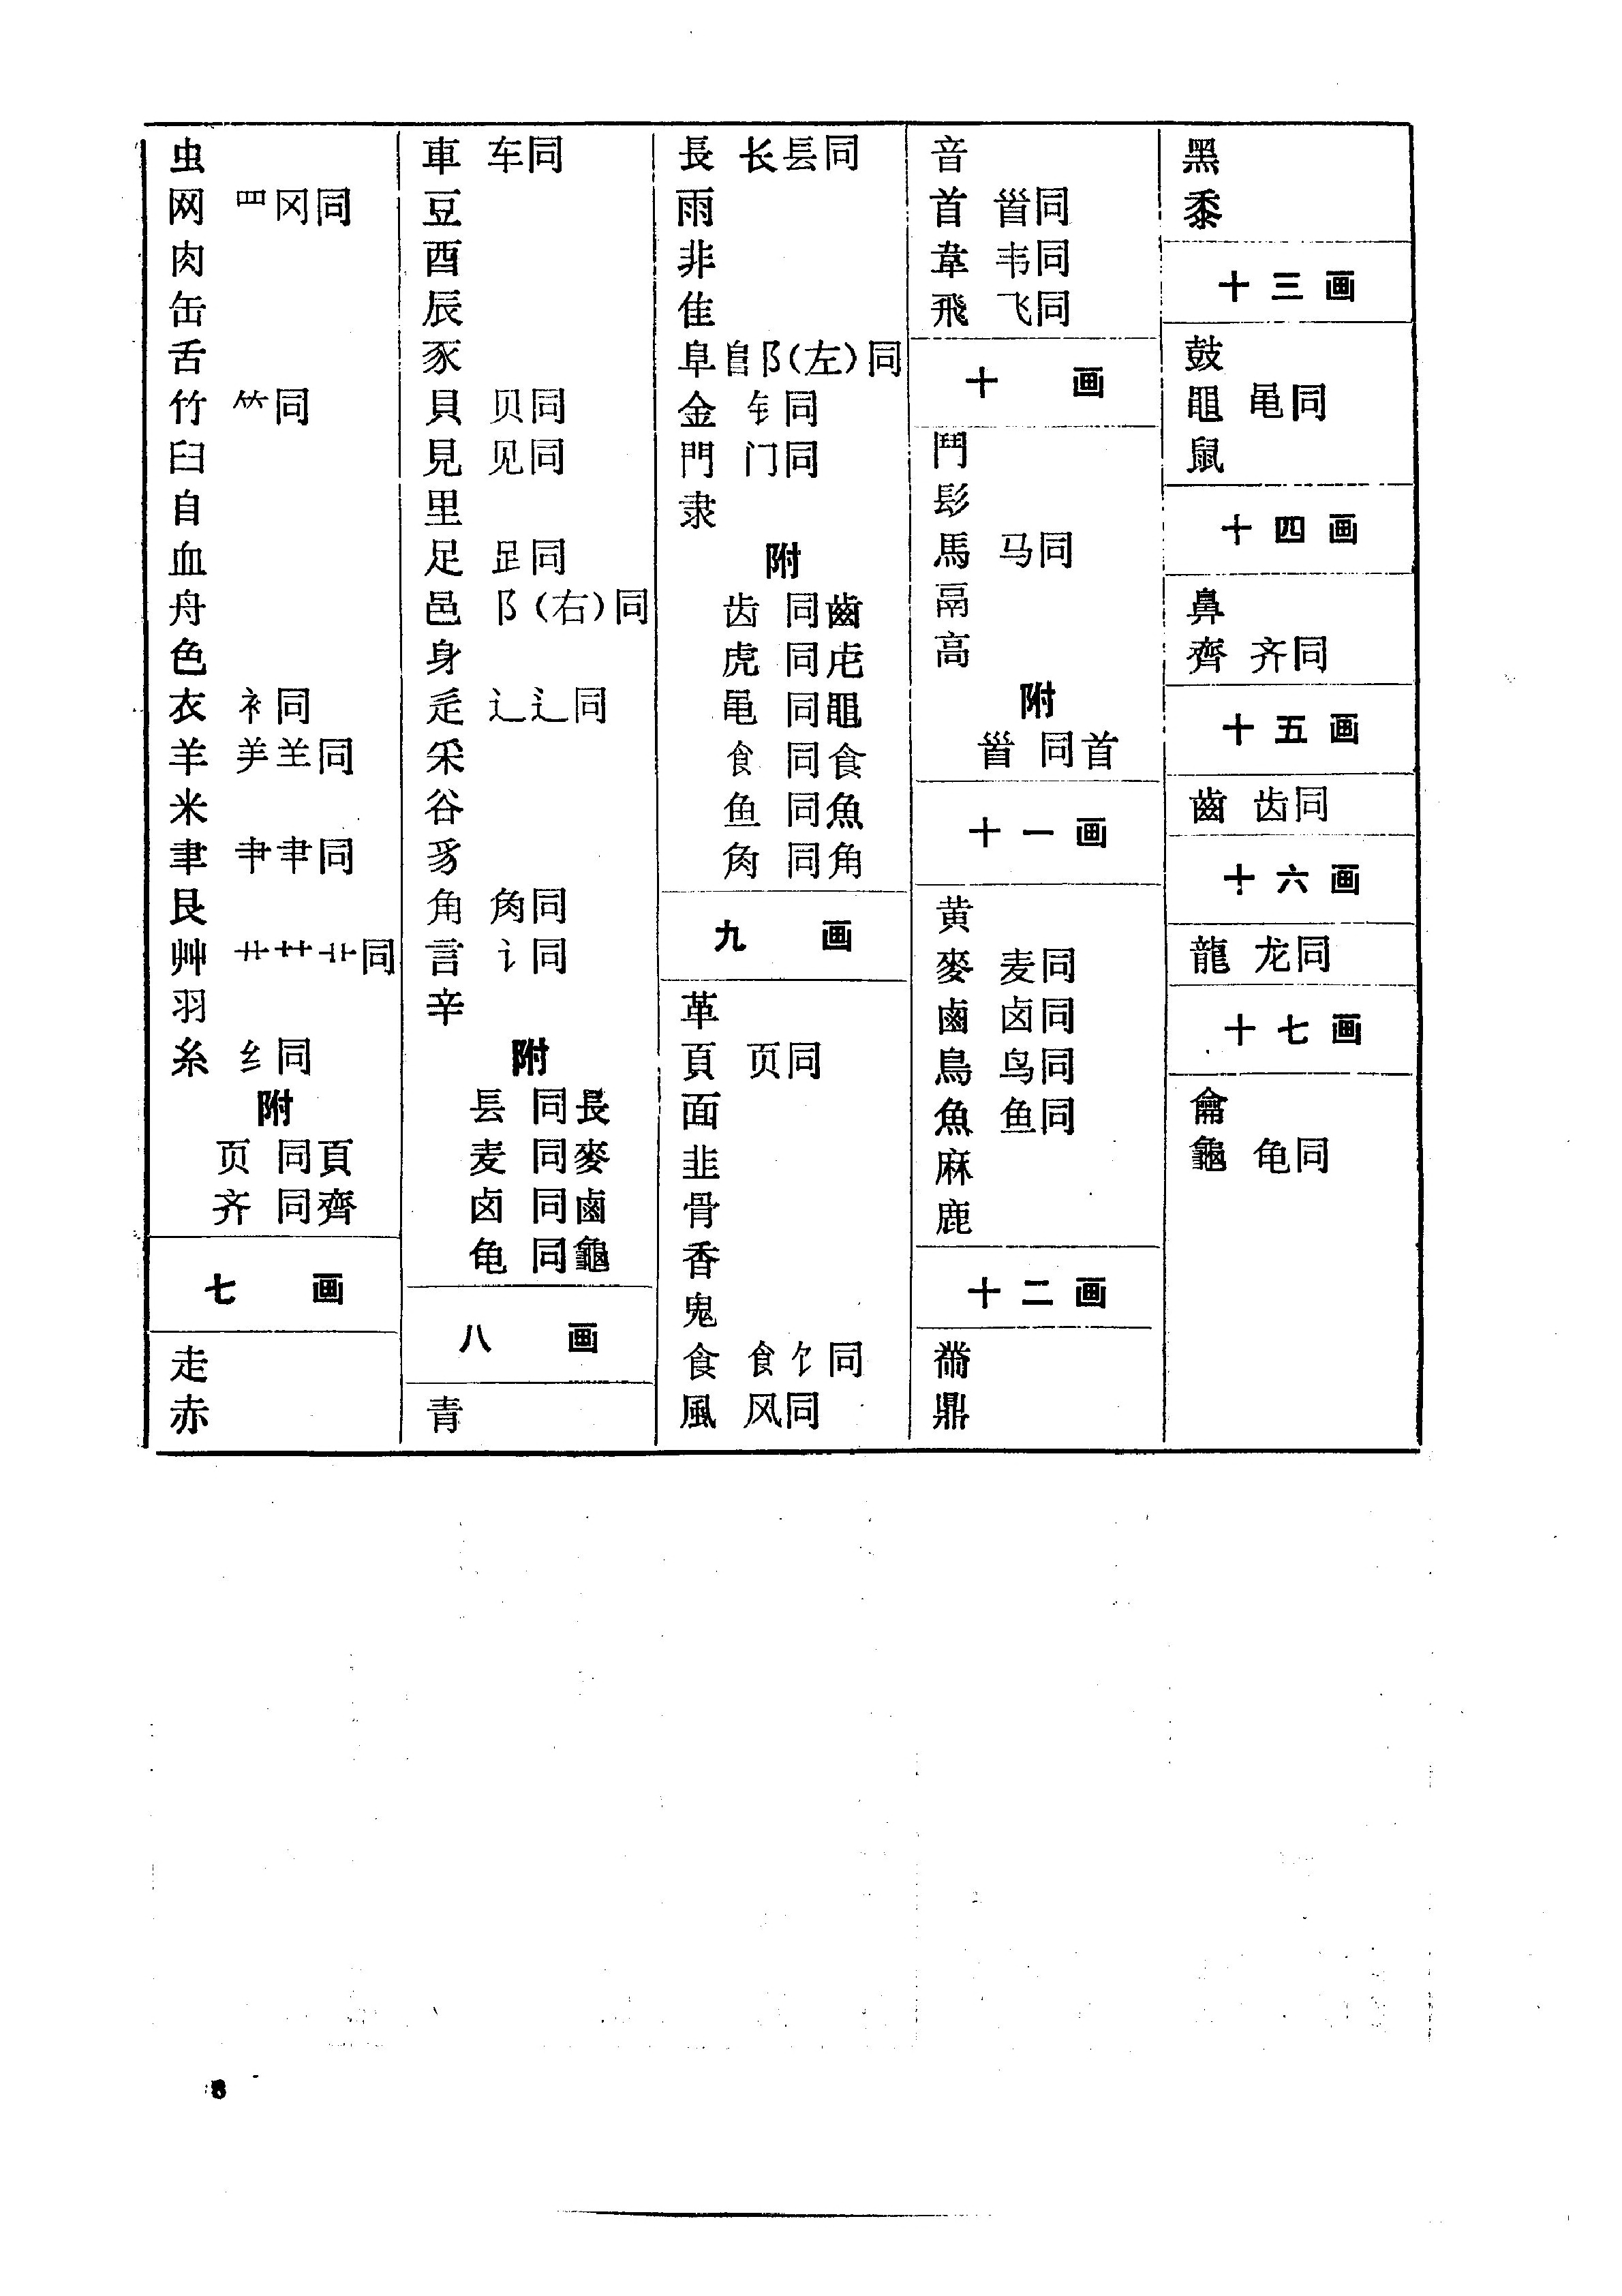 虫
网 罒冈同
肉
缶
舌
竹 ⺮同
臼
自
血
舟
色
衣 衤同
羊 ⺶⺷同
米
聿 ⺻聿同
艮
艸 卄艹同
羽
糸 纟同
附
页 同頁
齐 同齊
七 画
走
赤
車 车同
豆
酉
辰
豕
貝 贝同
見 见同
里
足 𧾷同
邑 阝(右)同
身
辵 辶⻍同
釆
谷
豸
角 𧢲同
言 讠同
辛
附
镸 同長
麦 同麥
卤 同鹵
龟 同龜
八 画
青
長 长镸同
雨
非
隹
阜 𨸏阝(左)同
金 钅同
門 门同
隶
附
齿 同齒
虎 同虍
黾 同黽
飠 同食
鱼 同魚
𧢲 同角
九 画
革
頁 页同
面
韭
骨
香
鬼
食 飠饣同
風 风同
音
首 𩠐同
韋 韦同
飛 飞同
十 画
鬥
髟
馬 马同
鬲
高
附
𩠐 同首
十一画
黄
麥 麦同
鹵 卤同
鳥 鸟同
魚 鱼同
麻
鹿
十二画
黹
鼎
黑
黍
十三画
鼓
黽 黾同
鼠
十四画
鼻
齊 齐同
十五画
齒 齿同
十六画
龍 龙同
十七画
龠
龜 龟同